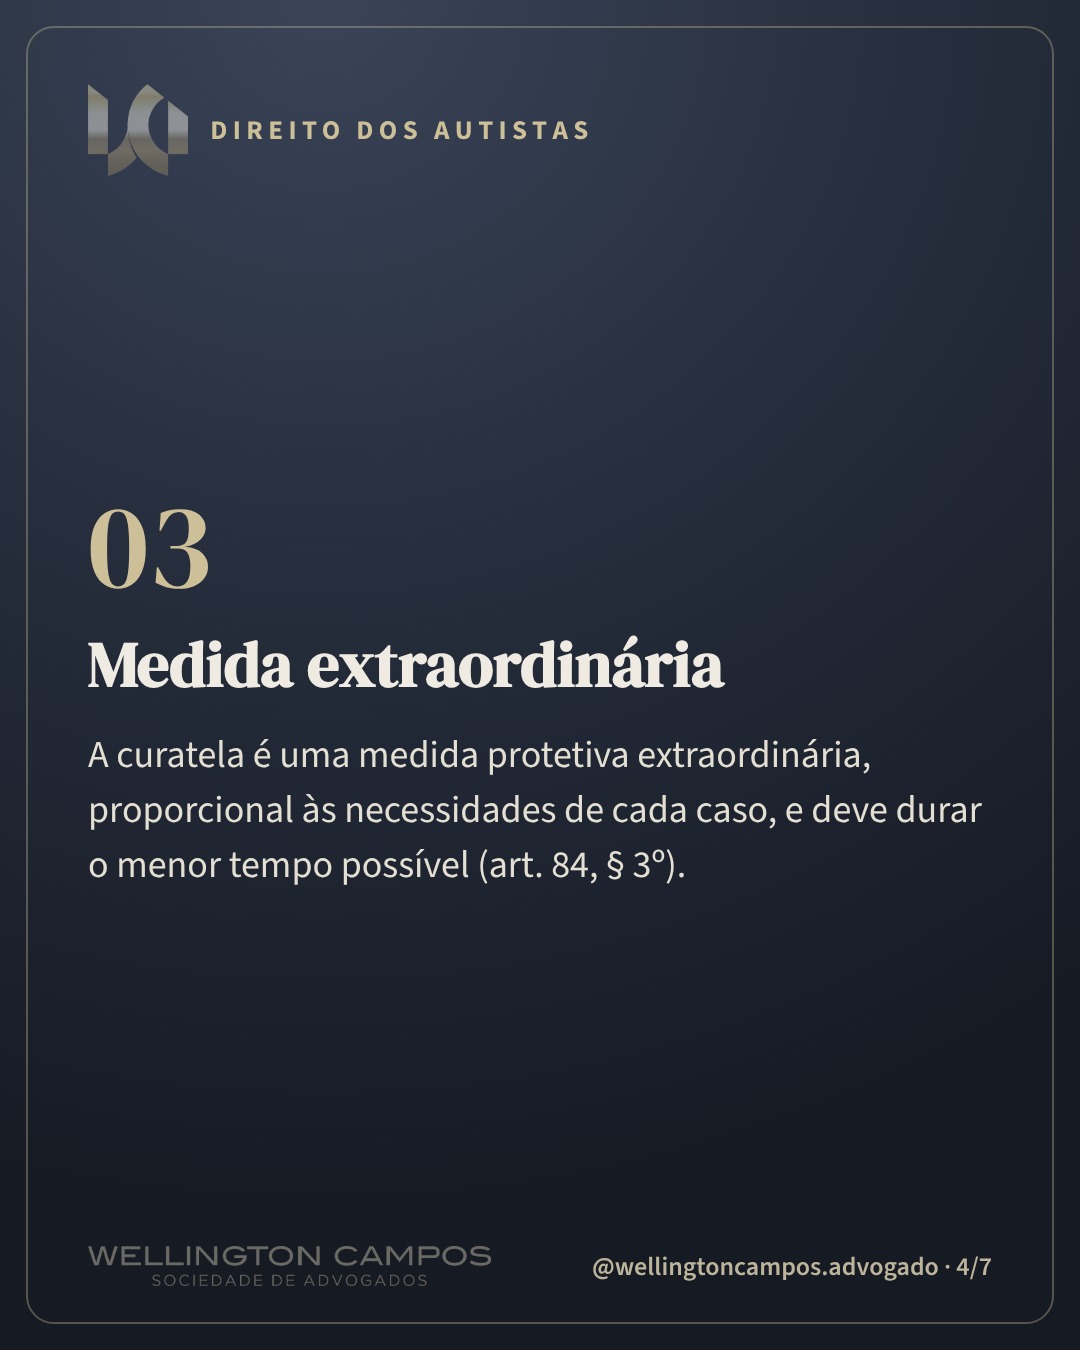 DIREITO DOS AUTISTAS
03
Medida extraordinária
A curatela é uma medida protetiva extraordinária,
proporcional às necessidades de cada caso, e deve durar
o menor tempo possível (art. 84, § 3º).
WELLINGTON CAMPOS
SOCIEDADE DE ADVOGADOS
@wellingtoncampos.advogado · 4/7